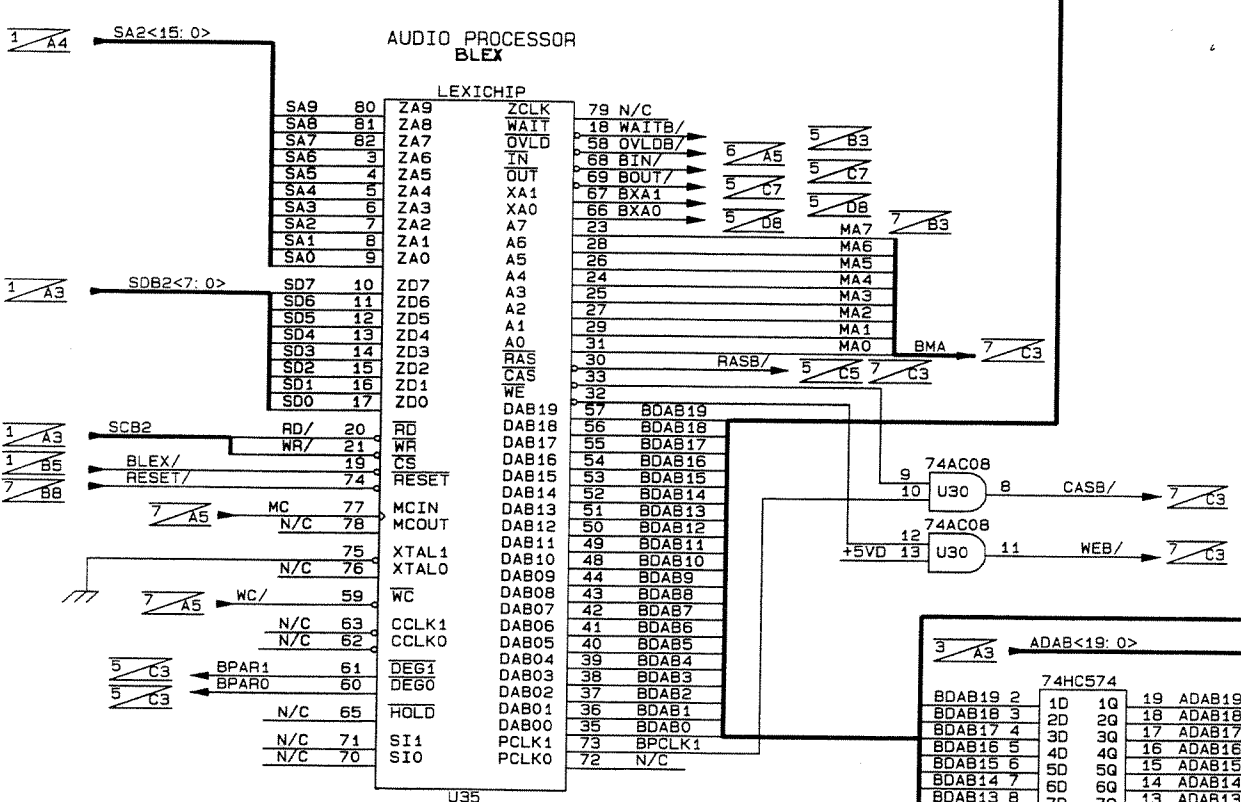 AUDIO PROCESSOR
BLEX
LEXICHIP
1 A4 SA2<15:0>
SA9 80 ZA9 ZCLK 79 N/C
SA8 81 ZA8 WAIT 18 WAITB/ 5 B3
SA7 82 ZA7 OVLD 58 OVLDB/ 6 A5
SA6 3 ZA6 IN 68 BIN/ 5 C7
SA5 4 ZA5 OUT 69 BOUT/ 5 C7
SA4 5 ZA4 XA1 67 BXA1 5 D8
SA3 6 ZA3 XA0 66 BXA0 5 D8
SA2 7 ZA2 A7 23 MA7 7 B3
SA1 8 ZA1 A6 28 MA6
SA0 9 ZA0 A5 26 MA5
A4 24 MA4
1 A3 SDB2<7:0>
SD7 10 ZD7 A3 25 MA3
SD6 11 ZD6 A2 27 MA2
SD5 12 ZD5 A1 29 MA1
SD4 13 ZD4 A0 31 MA0 BMA 7 C3
SD3 14 ZD3 RAS 30 RASB/ 5 C5 7 C3
SD2 15 ZD2 CAS 33
SD1 16 ZD1 WE 32
SD0 17 ZD0 DAB19 57 BDAB19
1 A3 SCB2 RD/ 20 RD DAB18 56 BDAB18
WR/ 21 WR DAB17 55 BDAB17
1 B5 BLEX/ 19 CS DAB16 54 BDAB16
7 B8 RESET/ 74 RESET DAB15 53 BDAB15
DAB14 52 BDAB14
7 A5 MC 77 MCIN DAB13 51 BDAB13
N/C 78 MCOUT DAB12 50 BDAB12
DAB11 49 BDAB11
75 XTAL1 DAB10 48 BDAB10
N/C 76 XTAL0 DAB09 44 BDAB9
DAB08 43 BDAB8
7 A5 WC/ 59 WC DAB07 42 BDAB7
N/C 63 CCLK1 DAB06 41 BDAB6
N/C 62 CCLK0 DAB05 40 BDAB5
DAB04 39 BDAB4
5 C3 BPAR1 61 DEG1 DAB03 38 BDAB3
5 C3 BPAR0 60 DEG0 DAB02 37 BDAB2
DAB01 36 BDAB1
N/C 65 HOLD DAB00 35 BDAB0
N/C 71 SI1 PCLK1 73 BPCLK1
N/C 70 SI0 PCLK0 72 N/C
U35
74AC08
9
10 U30 8 CASB/ 7 C3
74AC08
12
+5VD 13 U30 11 WEB/ 7 C3
3 A3 ADAB<19:0>
74HC574
BDAB19 2 1D 1Q 19 ADAB19
BDAB18 3 2D 2Q 18 ADAB18
BDAB17 4 3D 3Q 17 ADAB17
BDAB16 5 4D 4Q 16 ADAB16
BDAB15 6 5D 5Q 15 ADAB15
BDAB14 7 6D 6Q 14 ADAB14
BDAB13 8 7D 7Q 13 ADAB13